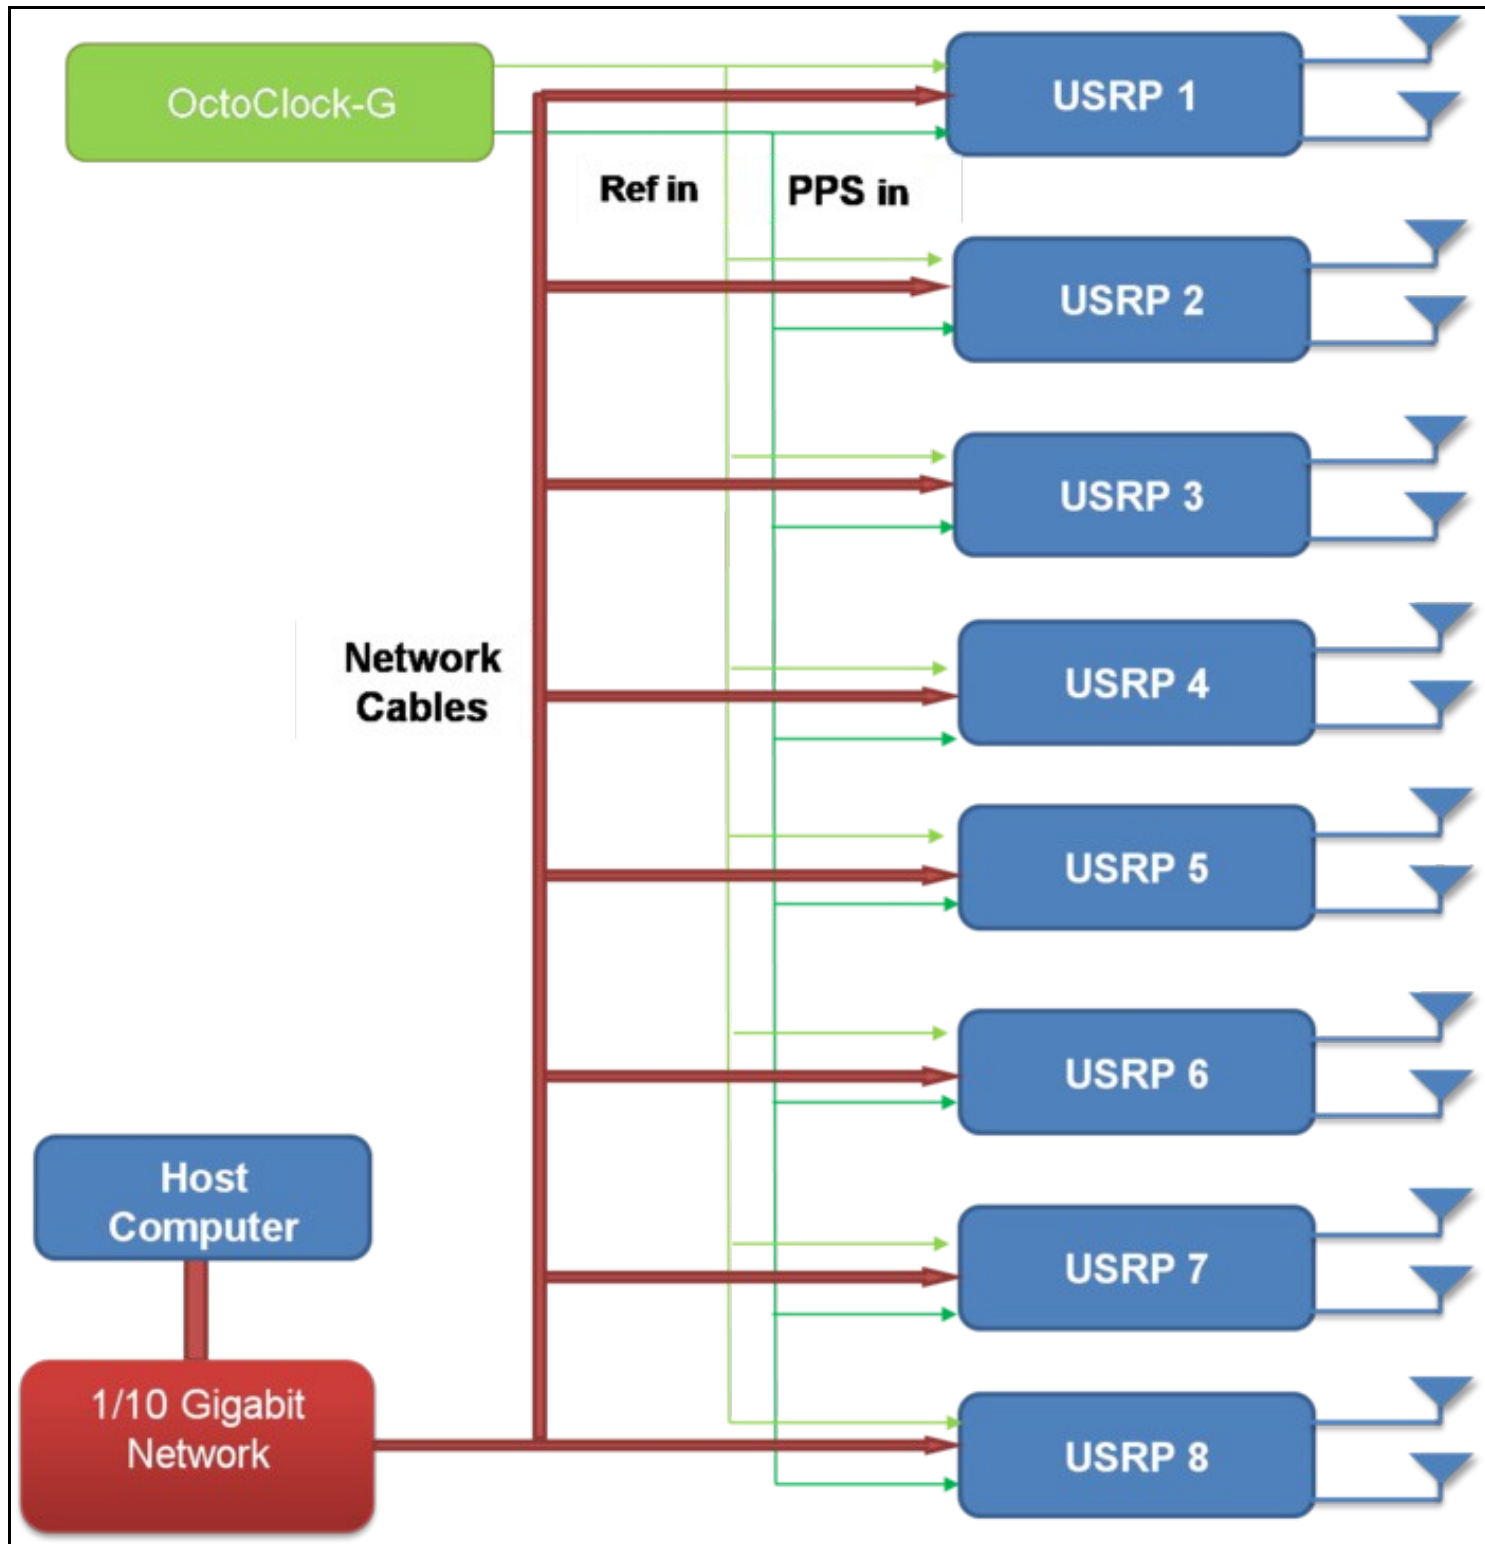 OctoClock-G
USRP 1
Ref in
PPS in
USRP 2
USRP 3
Network
Cables
USRP 4
USRP 5
USRP 6
Host
Computer
USRP 7
1/10 Gigabit
Network
USRP 8